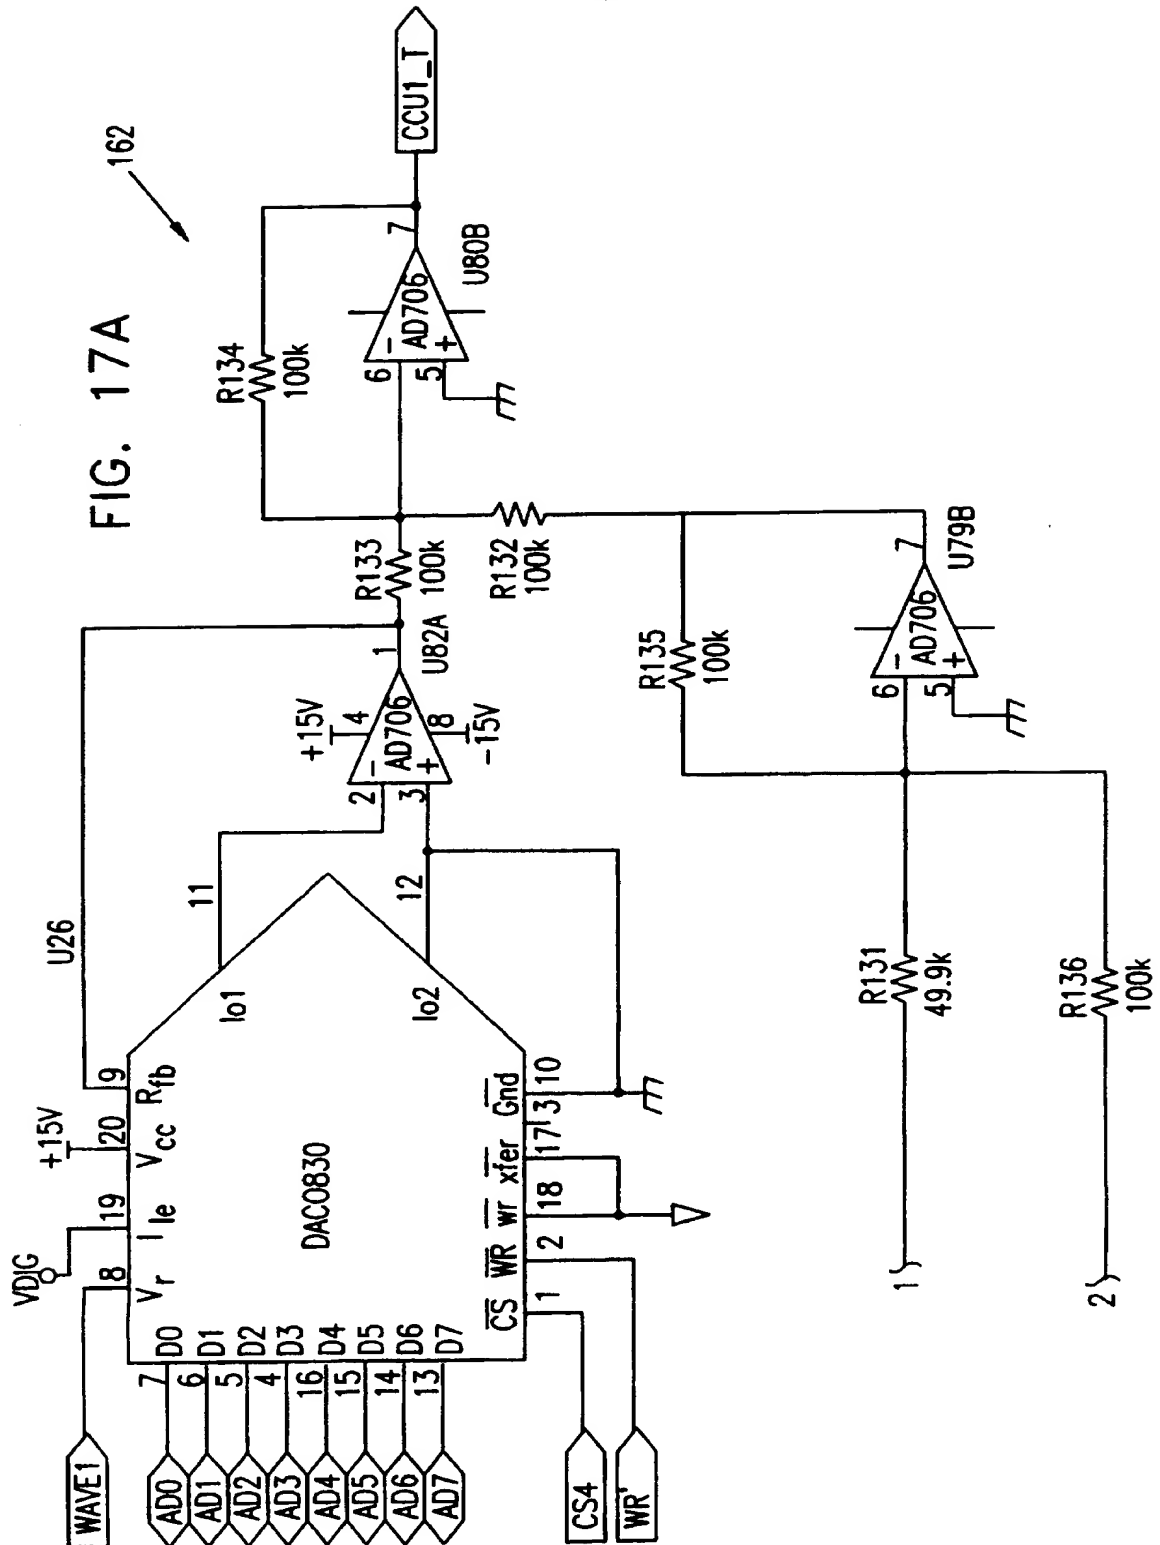 FIG. 17A
162
WAVE1
VDIG
+15V
U26
8
19
20
9
Vr
Ile
Vcc
Rfb
AD0
7
D0
AD1
6
D1
AD2
5
D2
AD3
4
D3
AD4
16
D4
AD5
15
D5
AD6
14
D6
AD7
13
D7
DAC0830
Io1
11
Io2
12
CS
WR
wr
xfer
Gnd
1
2
18
17
3
10
CS4
WR'
+15V
4
2
-
AD706
1
3
+
8
-15V
U82A
R133
100k
R134
100k
6
-
AD706
7
5
+
U80B
CCU1_T
R132
100k
R135
100k
6
-
AD706
7
5
+
U79B
1
R131
49.9k
2
R136
100k